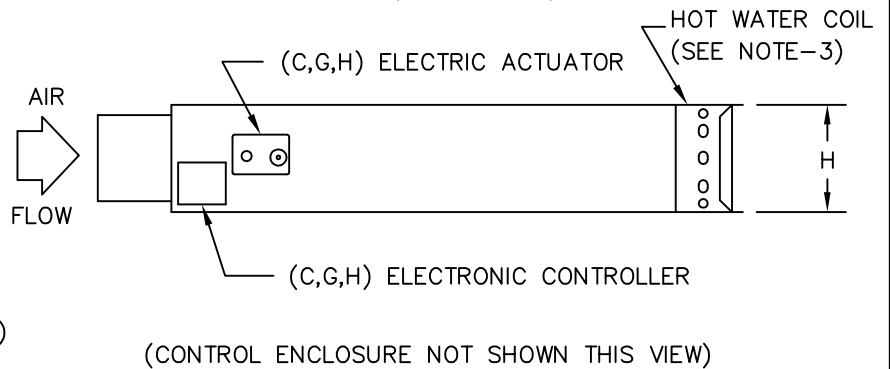 HOT WATER COIL
(SEE NOTE-3)
(C,G,H) ELECTRIC ACTUATOR
AIR
FLOW
H
(C,G,H) ELECTRONIC CONTROLLER
)
(CONTROL ENCLOSURE NOT SHOWN THIS VIEW)